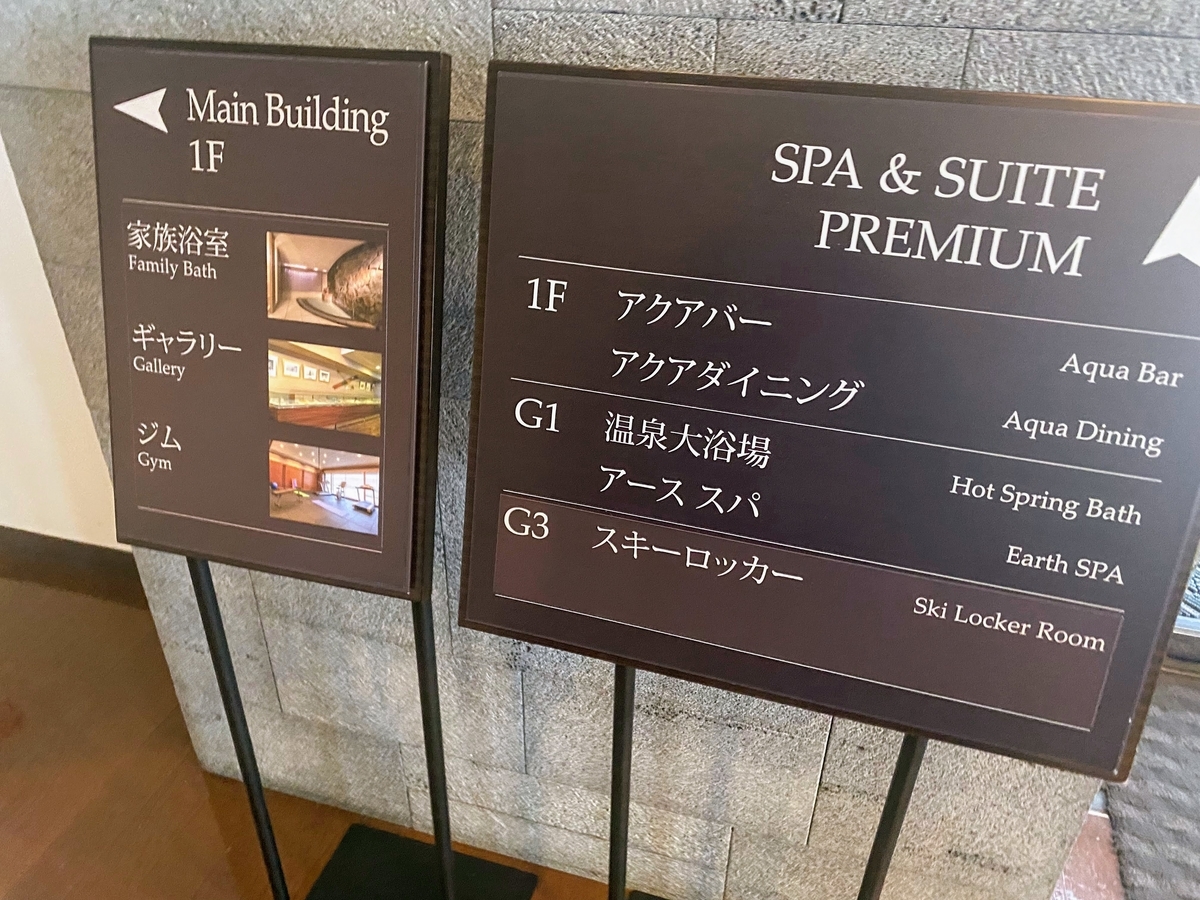 Main Building
1F
家族浴室
Family Bath
ギャラリー
Gallery
ジム
Gym
SPA & SUITE
PREMIUM
1F アクアバー Aqua Bar
アクアダイニング Aqua Dining
G1 温泉大浴場 Hot Spring Bath
アース スパ Earth SPA
G3 スキーロッカー Ski Locker Room